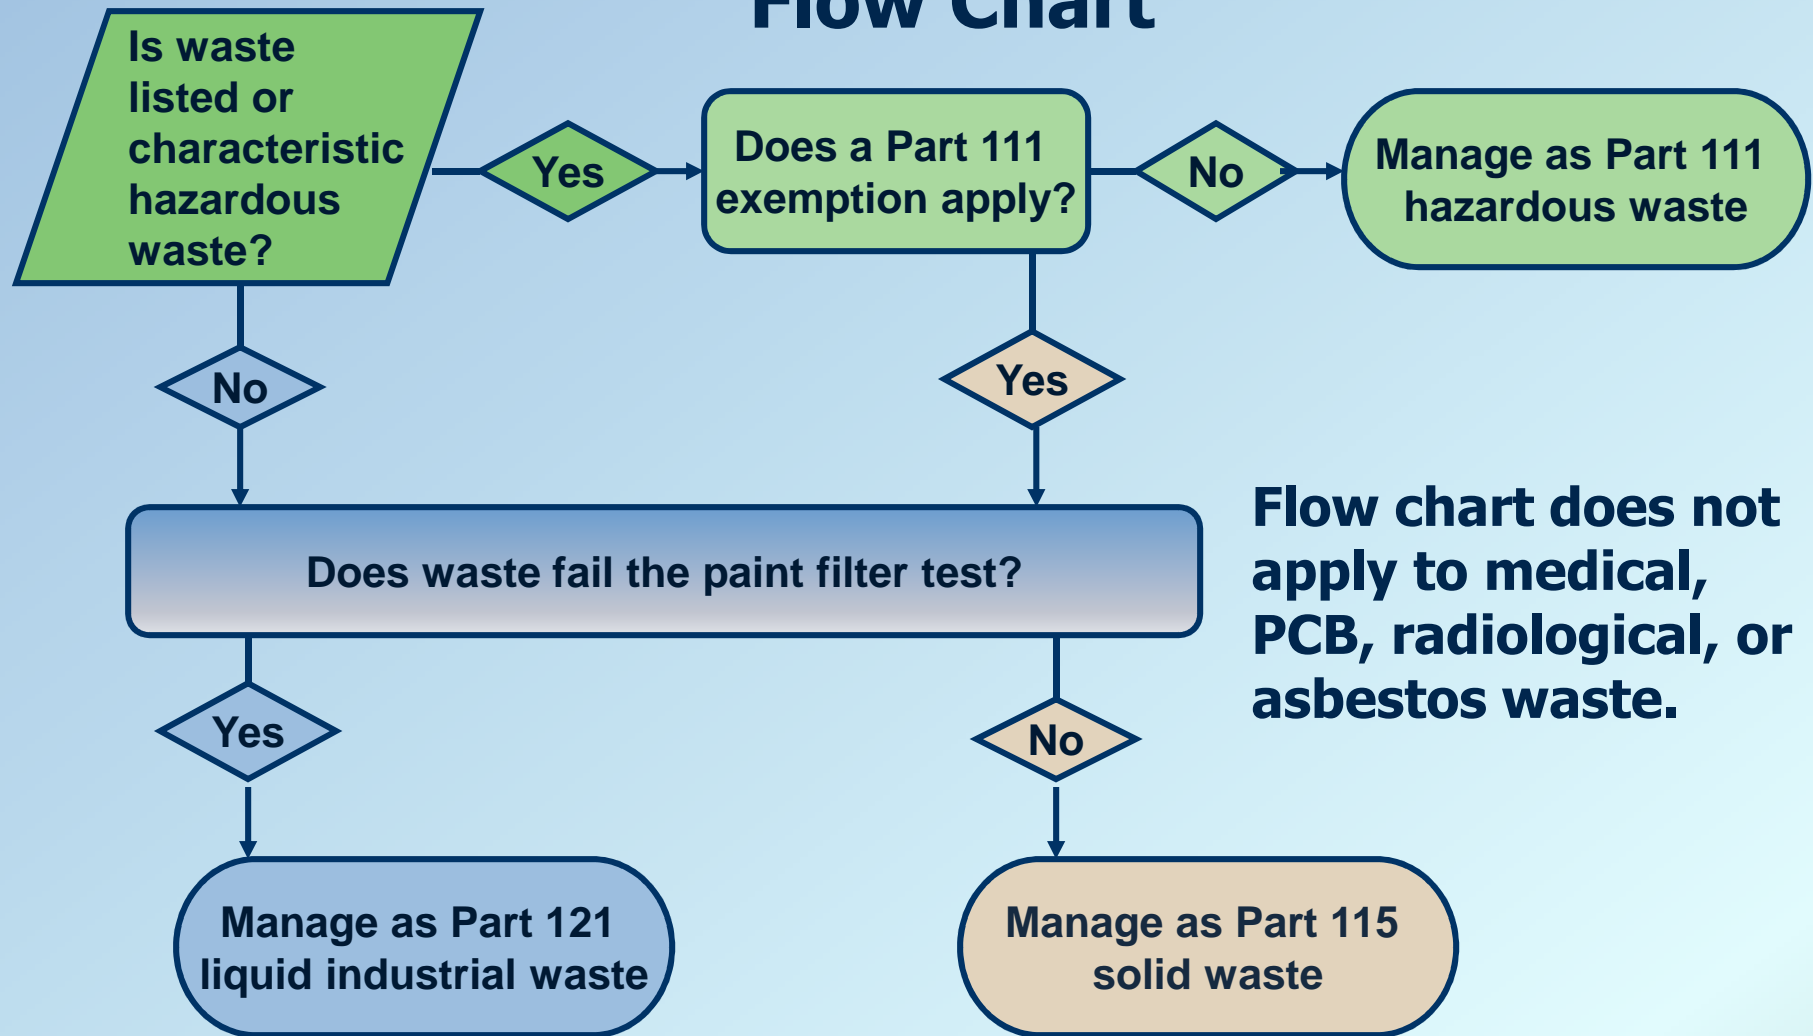 Flow Chart
Is waste
listed or
characteristic
hazardous
waste?
Yes
Does a Part 111
exemption apply?
No
Manage as Part 111
hazardous waste
No
Yes
Does waste fail the paint filter test?
Flow chart does not
apply to medical,
PCB, radiological, or
asbestos waste.
Yes
No
Manage as Part 121
liquid industrial waste
Manage as Part 115
solid waste